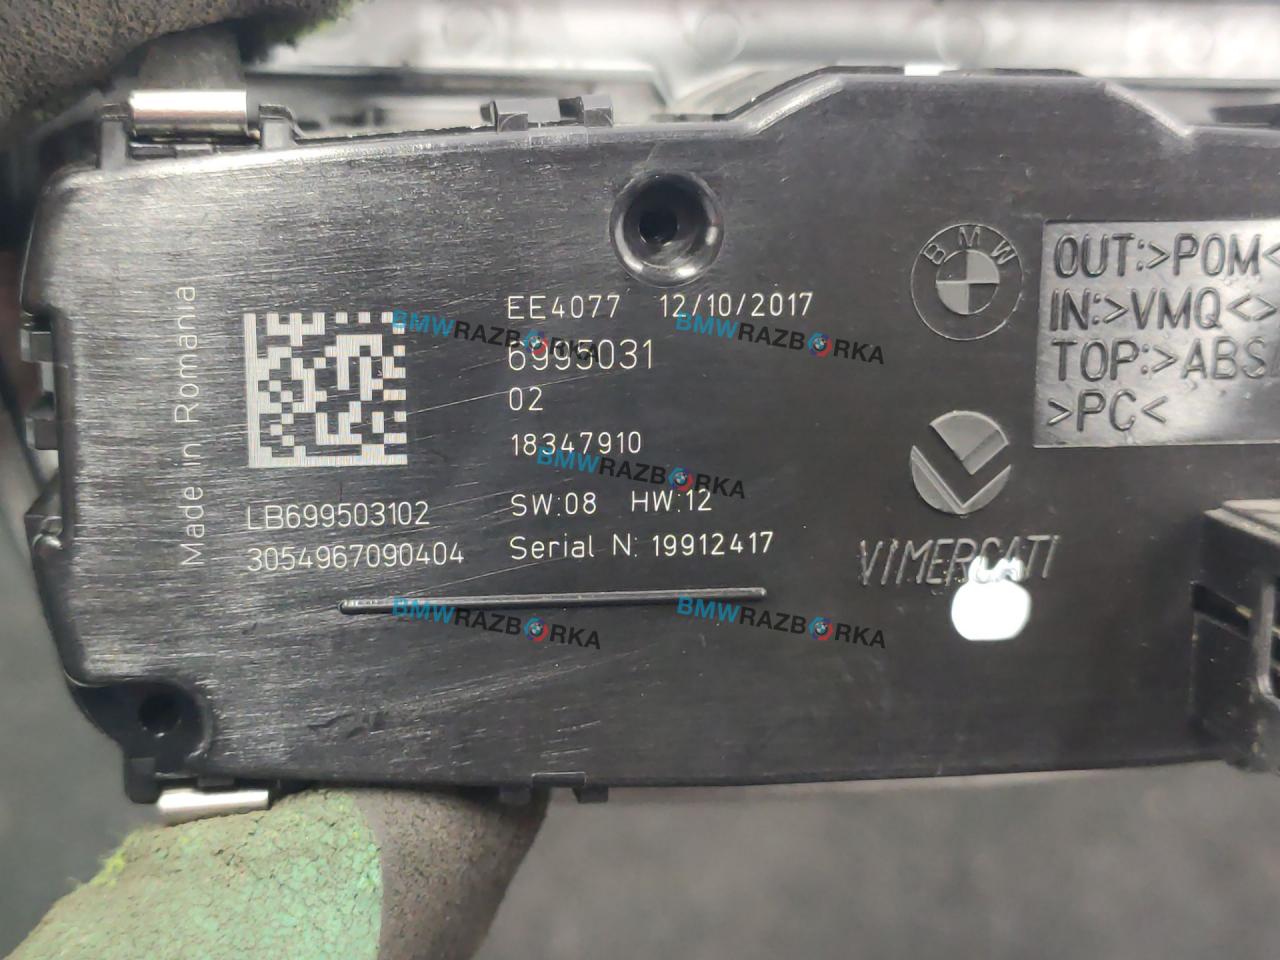 BMW
OUT:>POM<
IN:>VMQ<>
TOP:>ABS
>PC<
Made in Romania
EE4077 12/10/2017
6995031
02
18347910
SW:08 HW:12
Serial N: 19912417
LB699503102
3054967090404
VIMERCATI
BMWRAZBORKA
BMWRAZBORKA
BMWRAZBORKA
BMWRAZBORKA
BMWRAZBORKA